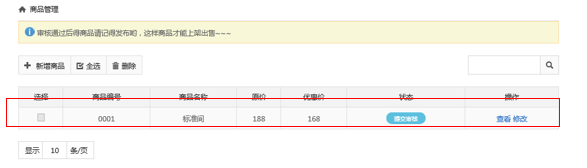 商品管理
审核通过后得商品请记得发布哟，这样商品才能上架出售~~~
新增商品 全选 删除
选择 商品编号 商品名称 原价 优惠价 状态 操作
0001 标准间 188 168 提交审核 查看 修改
显示 10 条/页